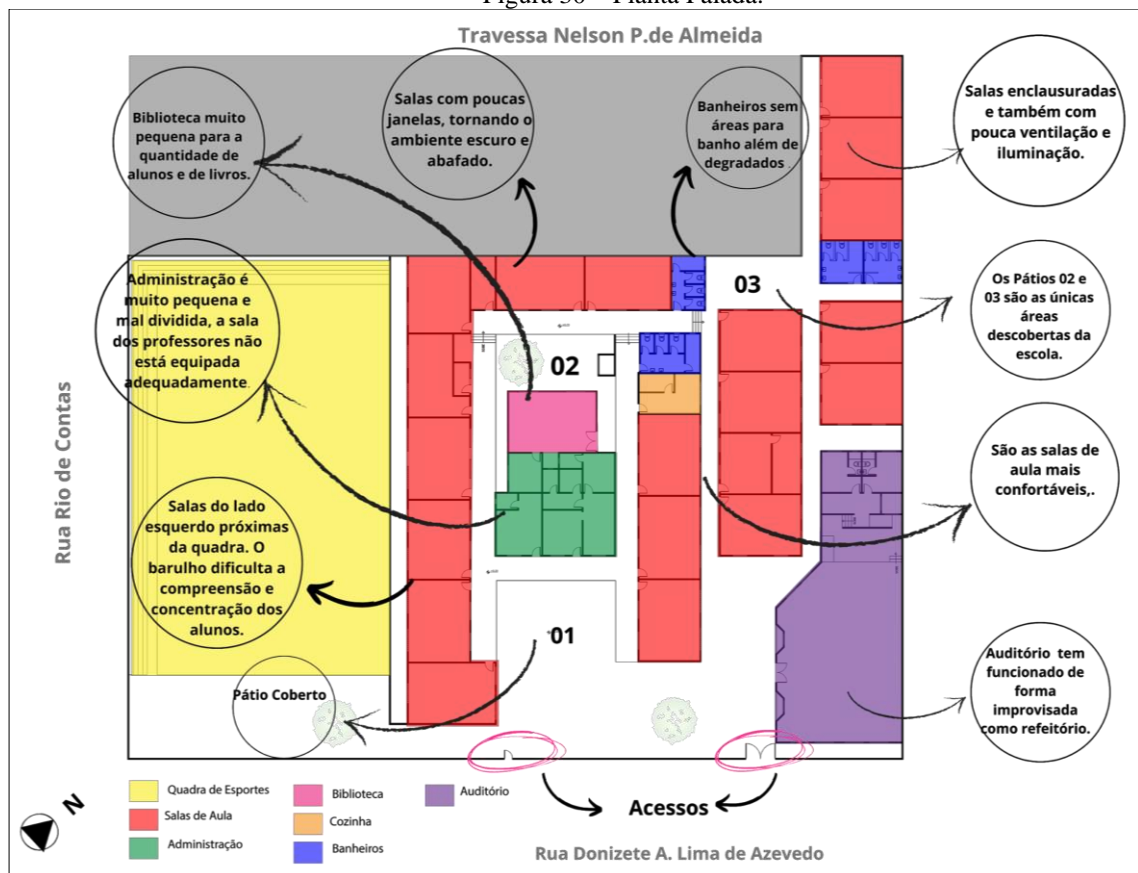 Figura 30 – Planta Falada.
Travessa Nelson P.de Almeida
Biblioteca muito
pequena para a
quantidade de
alunos e de livros.
Salas com poucas
janelas, tornando o
ambiente escuro e
abafado.
Banheiros sem
áreas para
banho além de
degradados .
Salas enclausuradas
e também com
pouca ventilação e
iluminação.
Administração é
muito pequena e
mal dividida, a sala
dos professores não
está equipada
adequadamente.
03
Os Pátios 02 e
03 são as únicas
áreas
descobertas da
escola.
02
Rua Rio de Contas
São as salas de
aula mais
confortáveis,.
Salas do lado
esquerdo próximas
da quadra. O
barulho dificulta a
compreensão e
concentração dos
alunos.
01
Pátio Coberto
Auditório tem
funcionado de
forma
improvisada
como refeitório.
Quadra de Esportes
Salas de Aula
Administração
Biblioteca
Cozinha
Banheiros
Auditório
Acessos
N
Rua Donizete A. Lima de Azevedo